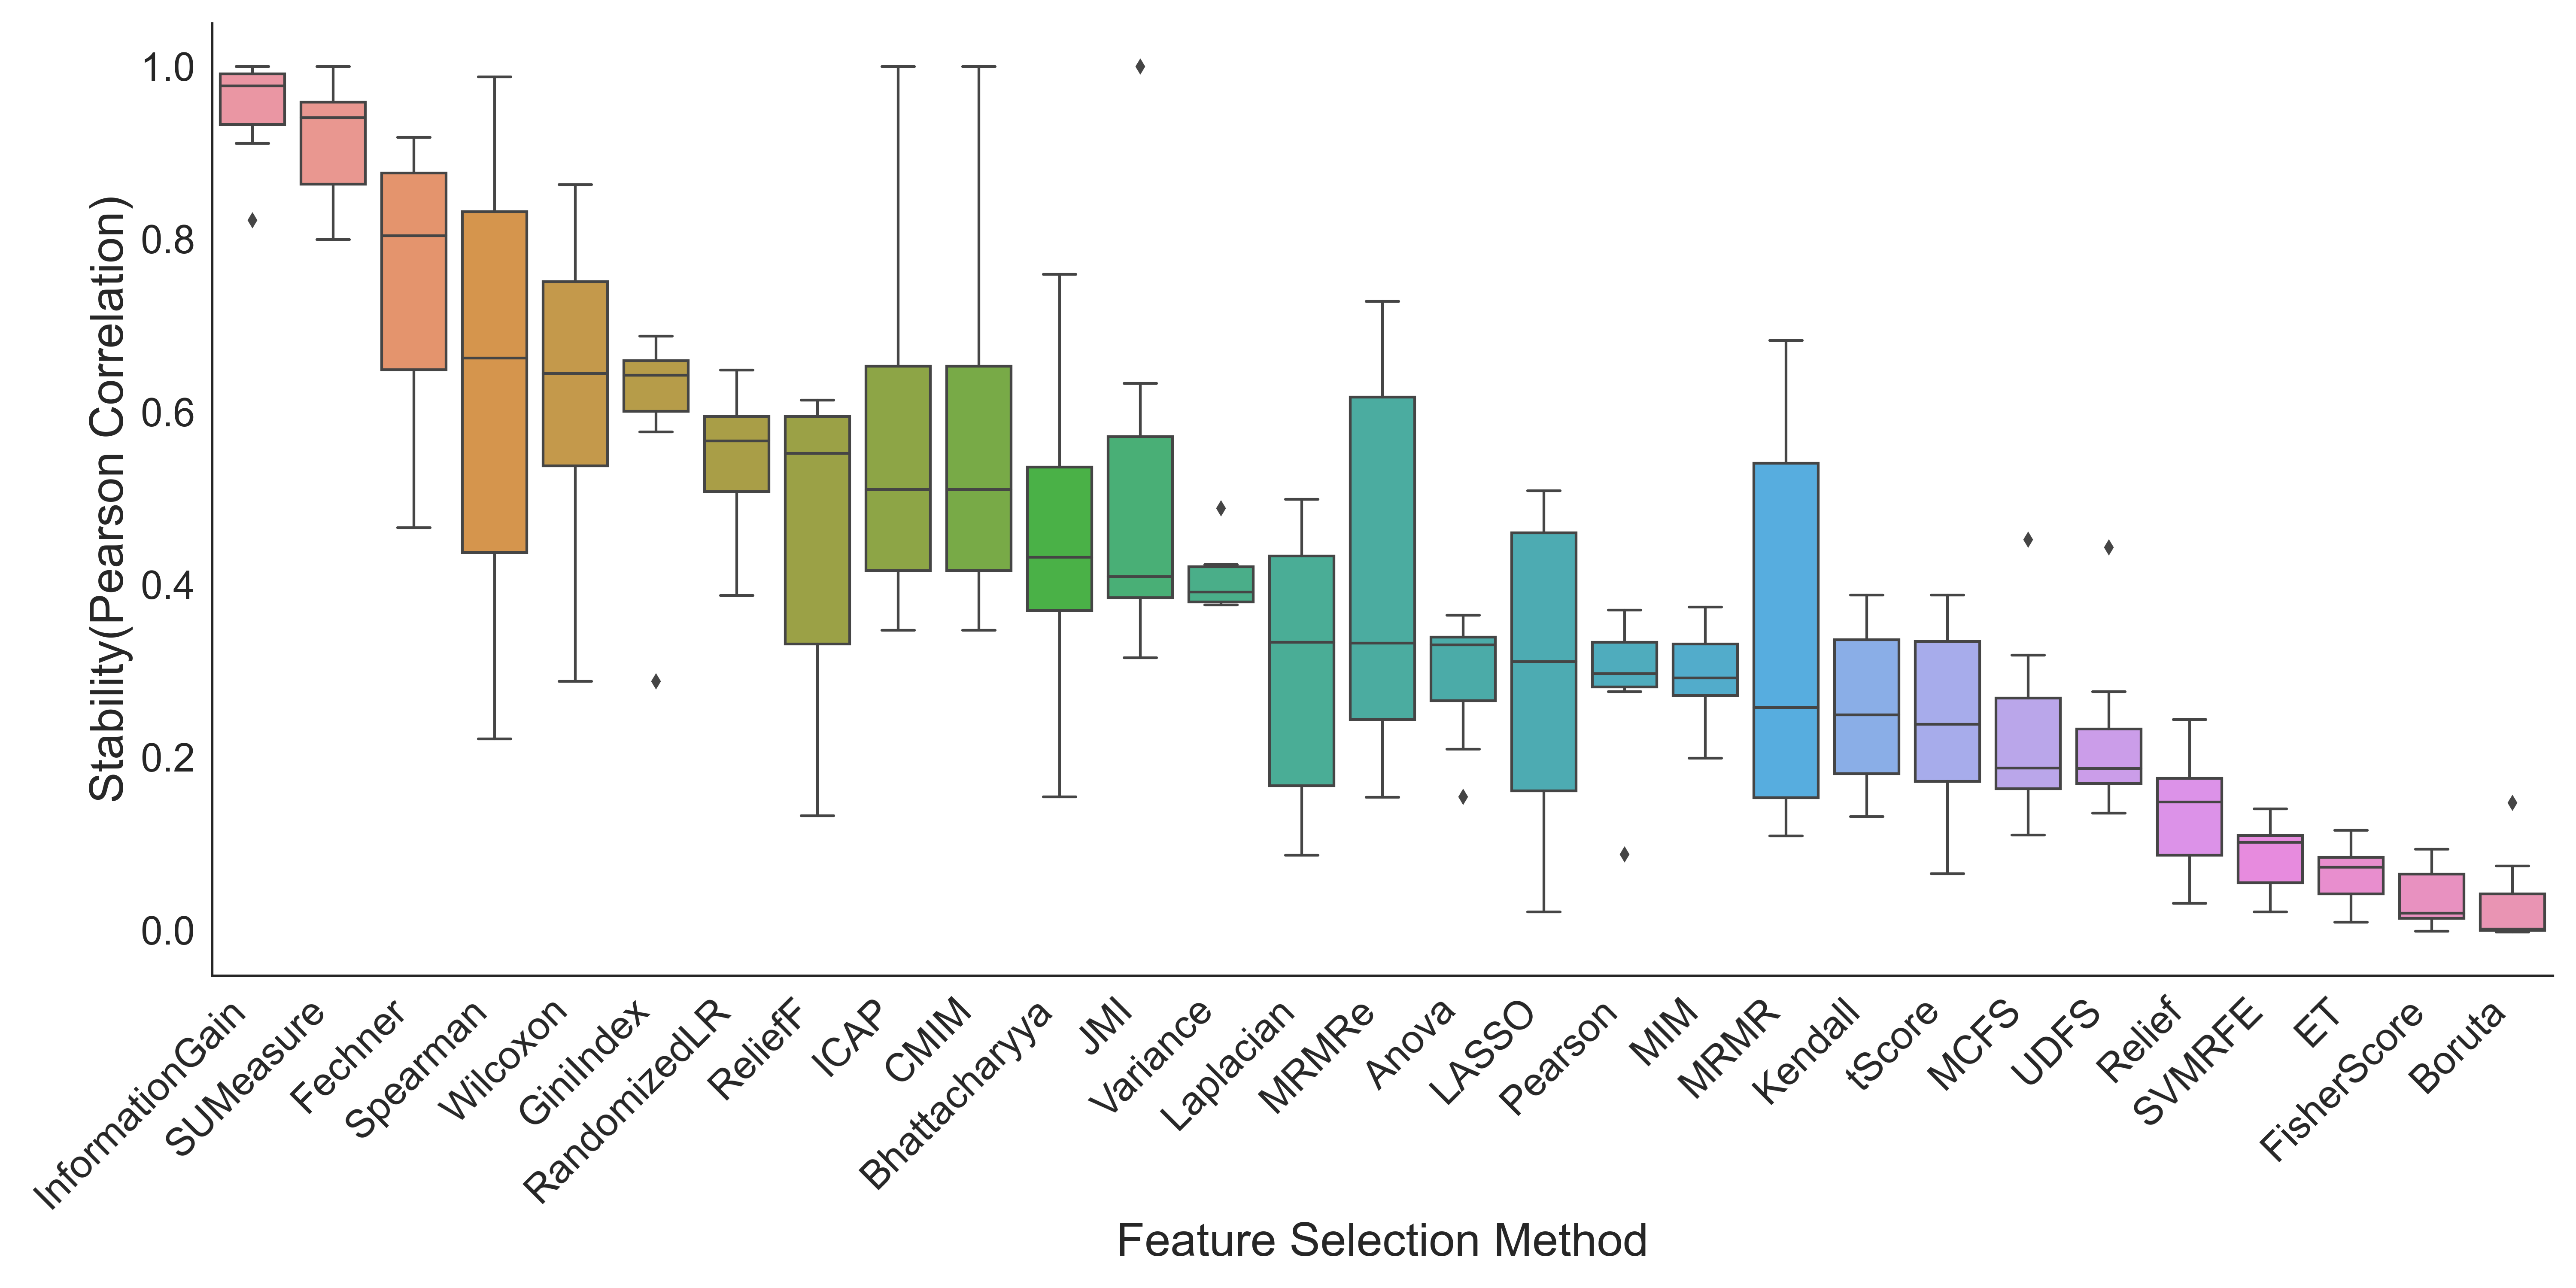 Stability(Pearson Correlation)
1.0
0.8
0.6
0.4
0.2
0.0
InformationGain
SUMeasure
Fechner
Spearman
Wilcoxon
GiniIndex
RandomizedLR
ReliefF
ICAP
CMIM
Bhattacharyya
JMI
Variance
Laplacian
MRMRe
Anova
LASSO
Pearson
MIM
MRMR
Kendall
tScore
MCFS
UDFS
Relief
SVMRFE
ET
FisherScore
Boruta
Feature Selection Method